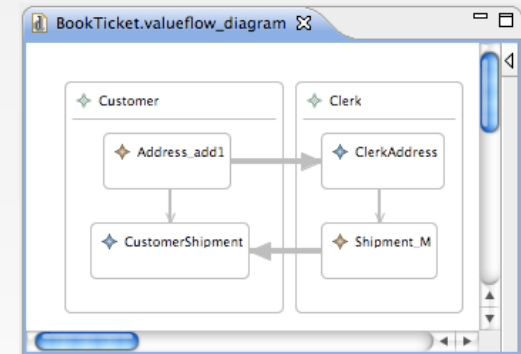 BookTicket.valueflow_diagram
Customer
Clerk
Address_add1
ClerkAddress
CustomerShipment
Shipment_M